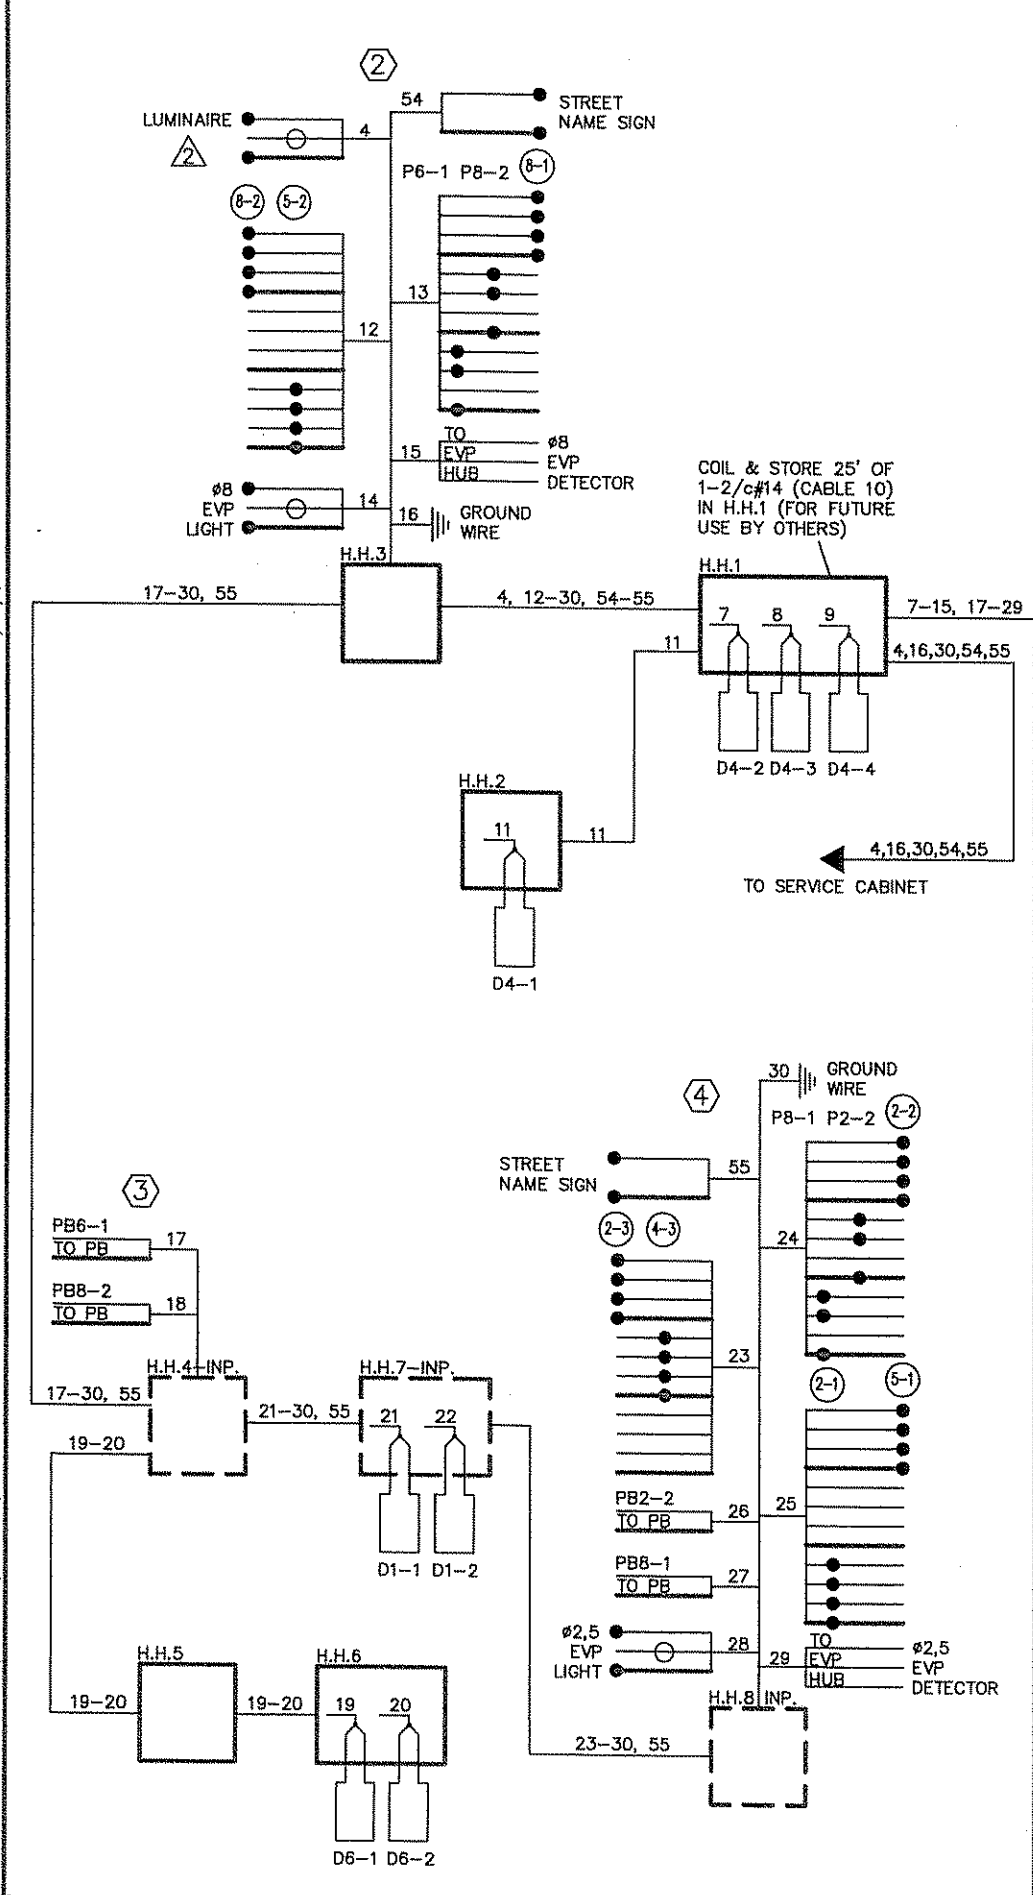 2
54
STREET
NAME SIGN
LUMINAIRE
4
2
P6-1 P8-2 8-1
8-2 5-2
13
12
15
TO
EVP
HUB
ø8
EVP
DETECTOR
ø8
EVP
LIGHT
14
16
GROUND
WIRE
COIL & STORE 25' OF
1-2/c#14 (CABLE 10)
IN H.H.1 (FOR FUTURE
USE BY OTHERS)
H.H.3
H.H.1
17-30, 55
4, 12-30, 54-55
7 8 9
7-15, 17-29
11
4,16,30,54,55
D4-2 D4-3 D4-4
H.H.2
11
11
4,16,30,54,55
TO SERVICE CABINET
D4-1
30
GROUND
WIRE
4
P8-1 P2-2 2-2
STREET
NAME SIGN
55
3
2-3 4-3
PB6-1
TO PB
17
24
PB8-2
TO PB
18
23
H.H.4-INP.
H.H.7-INP.
2-1 5-1
17-30, 55
21-30, 55
21 22
19-20
PB2-2
TO PB
26
25
D1-1 D1-2
PB8-1
TO PB
27
ø2,5
EVP
LIGHT
28
29
TO
EVP
HUB
ø2,5
EVP
DETECTOR
H.H.5
H.H.6
H.H.8 INP.
19-20
19-20
19 20
23-30, 55
D6-1 D6-2